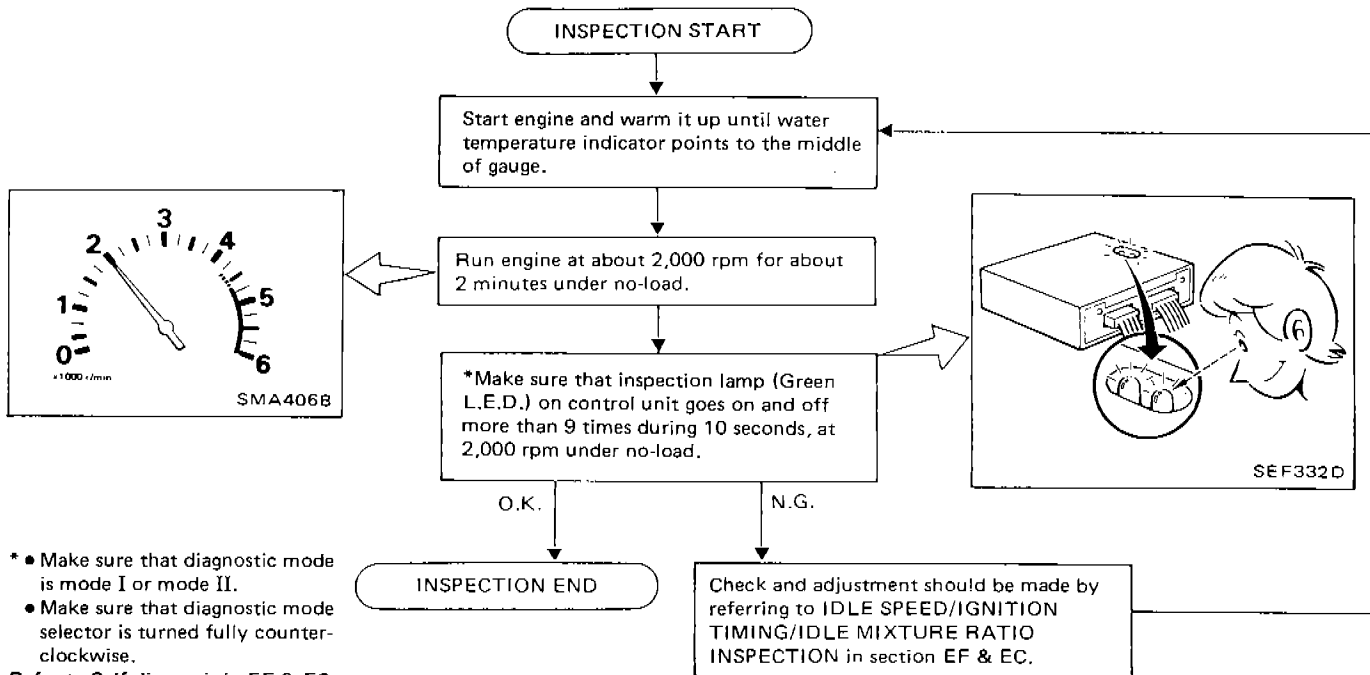 INSPECTION START
Start engine and warm it up until water
temperature indicator points to the middle
of gauge.
0
1
2
3
4
5
6
x1000 r/min
SMA406B
Run engine at about 2,000 rpm for about
2 minutes under no-load.
*Make sure that inspection lamp (Green
L.E.D.) on control unit goes on and off
more than 9 times during 10 seconds, at
2,000 rpm under no-load.
SEF332D
O.K.
N.G.
* ● Make sure that diagnostic mode
is mode I or mode II.
● Make sure that diagnostic mode
selector is turned fully counter-
clockwise.
INSPECTION END
Check and adjustment should be made by
referring to IDLE SPEED/IGNITION
TIMING/IDLE MIXTURE RATIO
INSPECTION in section EF & EC.